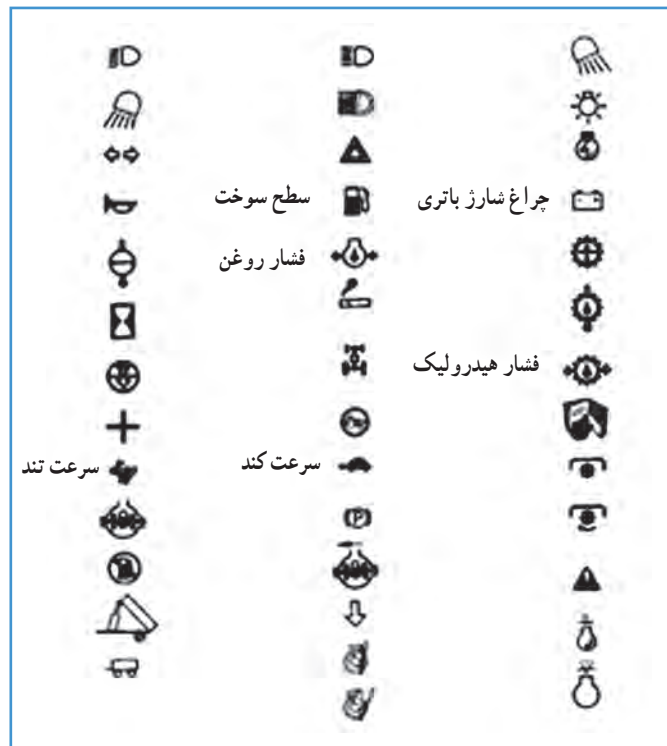 سطح سوخت
چراغ شارژ باتری
فشار روغن
فشار هیدرولیک
سرعت کند
سرعت تند